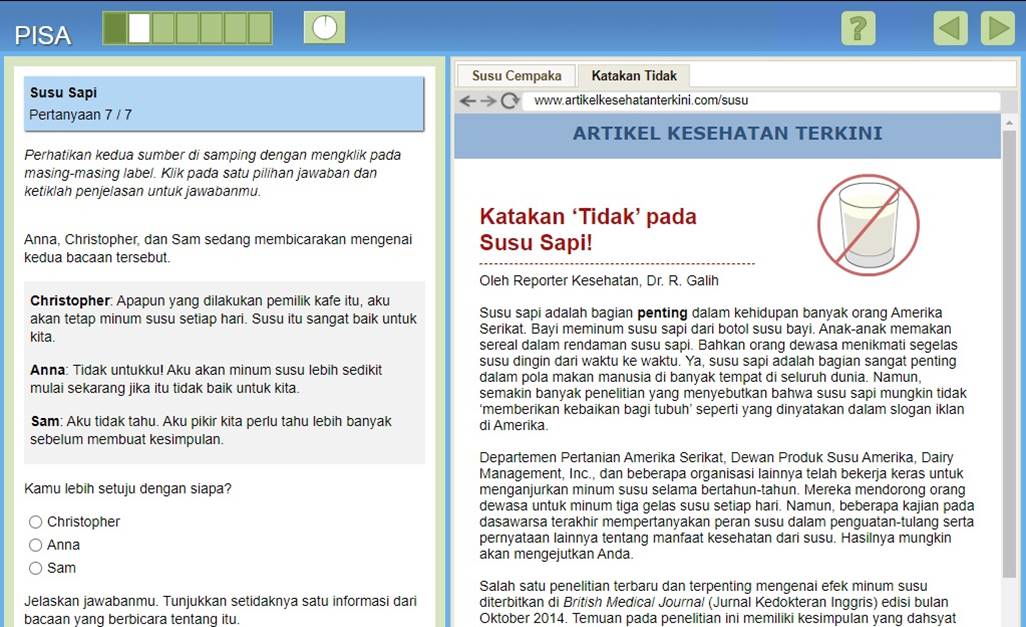 PISA
?
Susu Sapi
Pertanyaan 7 / 7
Perhatikan kedua sumber di samping dengan mengklik pada
masing-masing label. Klik pada satu pilihan jawaban dan
ketiklah penjelasan untuk jawabanmu.
Anna, Christopher, dan Sam sedang membicarakan mengenai
kedua bacaan tersebut.
Christopher: Apapun yang dilakukan pemilik kafe itu, aku
akan tetap minum susu setiap hari. Susu itu sangat baik untuk
kita.
Anna: Tidak untukku! Aku akan minum susu lebih sedikit
mulai sekarang jika itu tidak baik untuk kita.
Sam: Aku tidak tahu. Aku pikir kita perlu tahu lebih banyak
sebelum membuat kesimpulan.
Kamu lebih setuju dengan siapa?
Christopher
Anna
Sam
Jelaskan jawabanmu. Tunjukkan setidaknya satu informasi dari
bacaan yang berbicara tentang itu.
Susu Cempaka
Katakan Tidak
www.artikelkesehatanterkini.com/susu
ARTIKEL KESEHATAN TERKINI
Katakan ‘Tidak’ pada
Susu Sapi!
Oleh Reporter Kesehatan, Dr. R. Galih
Susu sapi adalah bagian penting dalam kehidupan banyak orang Amerika
Serikat. Bayi meminum susu sapi dari botol susu bayi. Anak-anak memakan
sereal dalam rendaman susu sapi. Bahkan orang dewasa menikmati segelas
susu dingin dari waktu ke waktu. Ya, susu sapi adalah bagian sangat penting
dalam pola makan manusia di banyak tempat di seluruh dunia. Namun,
semakin banyak penelitian yang menyebutkan bahwa susu sapi mungkin tidak
‘memberikan kebaikan bagi tubuh’ seperti yang dinyatakan dalam slogan iklan
di Amerika.
Departemen Pertanian Amerika Serikat, Dewan Produk Susu Amerika, Dairy
Management, Inc., dan beberapa organisasi lainnya telah bekerja keras untuk
menganjurkan minum susu selama bertahun-tahun. Mereka mendorong orang
dewasa untuk minum tiga gelas susu setiap hari. Namun, beberapa kajian pada
dasawarsa terakhir mempertanyakan peran susu dalam penguatan-tulang serta
pernyataan lainnya tentang manfaat kesehatan dari susu. Hasilnya mungkin
akan mengejutkan Anda.
Salah satu penelitian terbaru dan terpenting mengenai efek minum susu
diterbitkan di British Medical Journal (Jurnal Kedokteran Inggris) edisi bulan
Oktober 2014. Temuan pada penelitian ini memiliki kesimpulan yang dahsyat